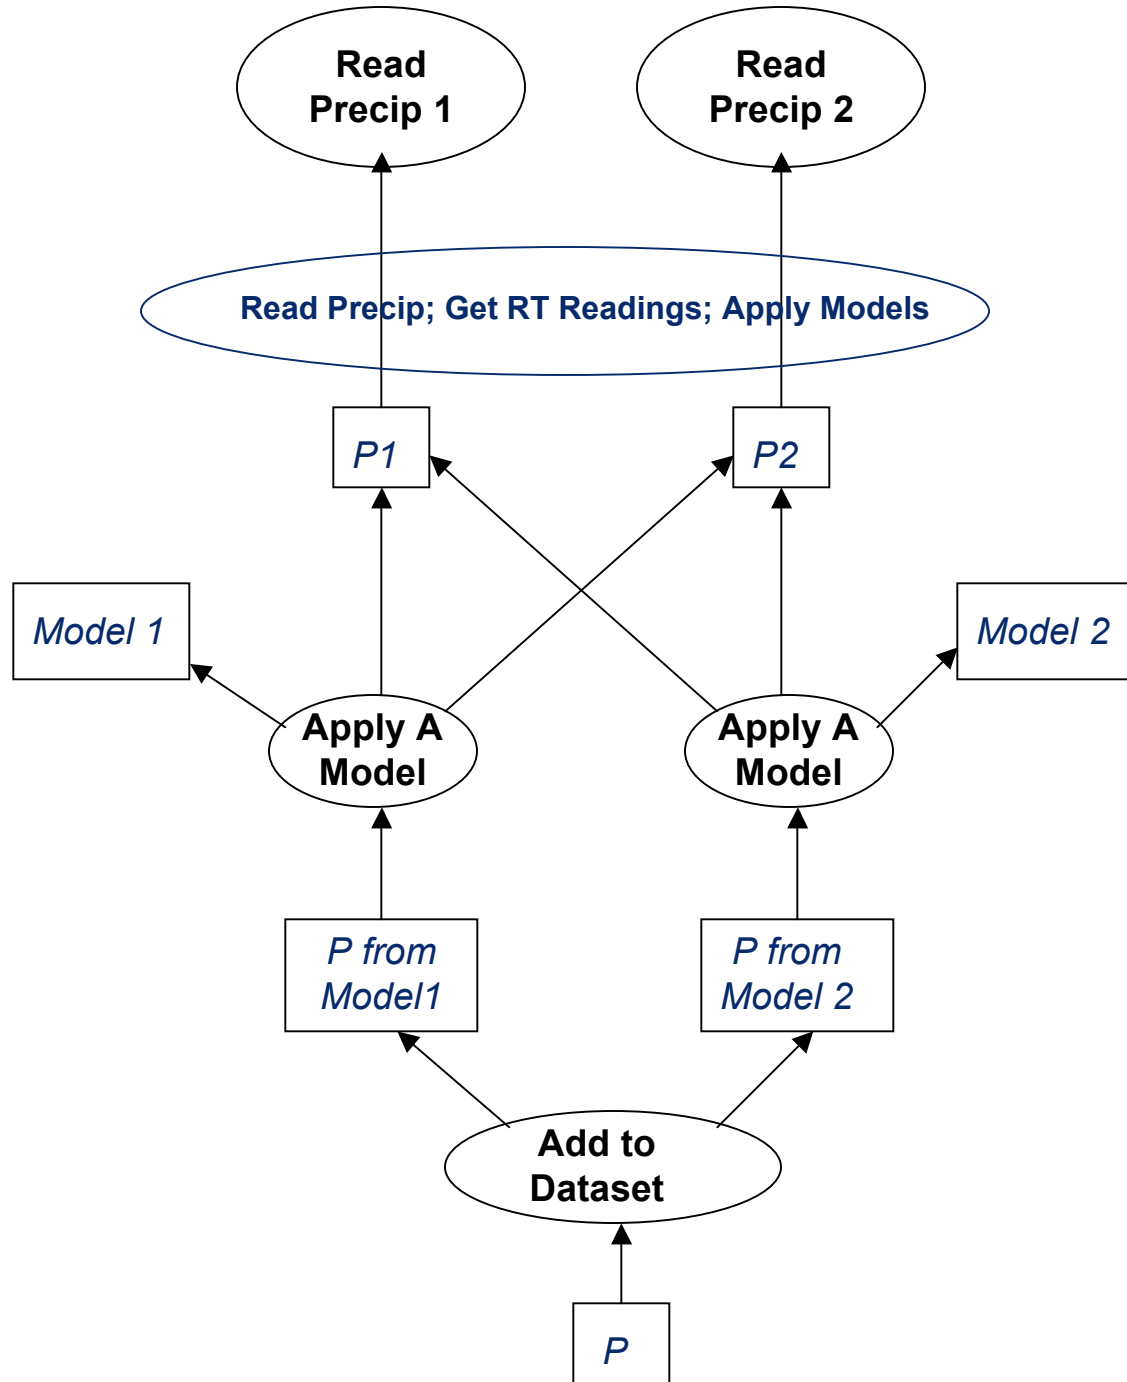 Read
Precip 1
Read
Precip 2
Read Precip; Get RT Readings; Apply Models
P1
P2
Model 1
Model 2
Apply A
Model
Apply A
Model
P from
Model1
P from
Model 2
Add to
Dataset
P